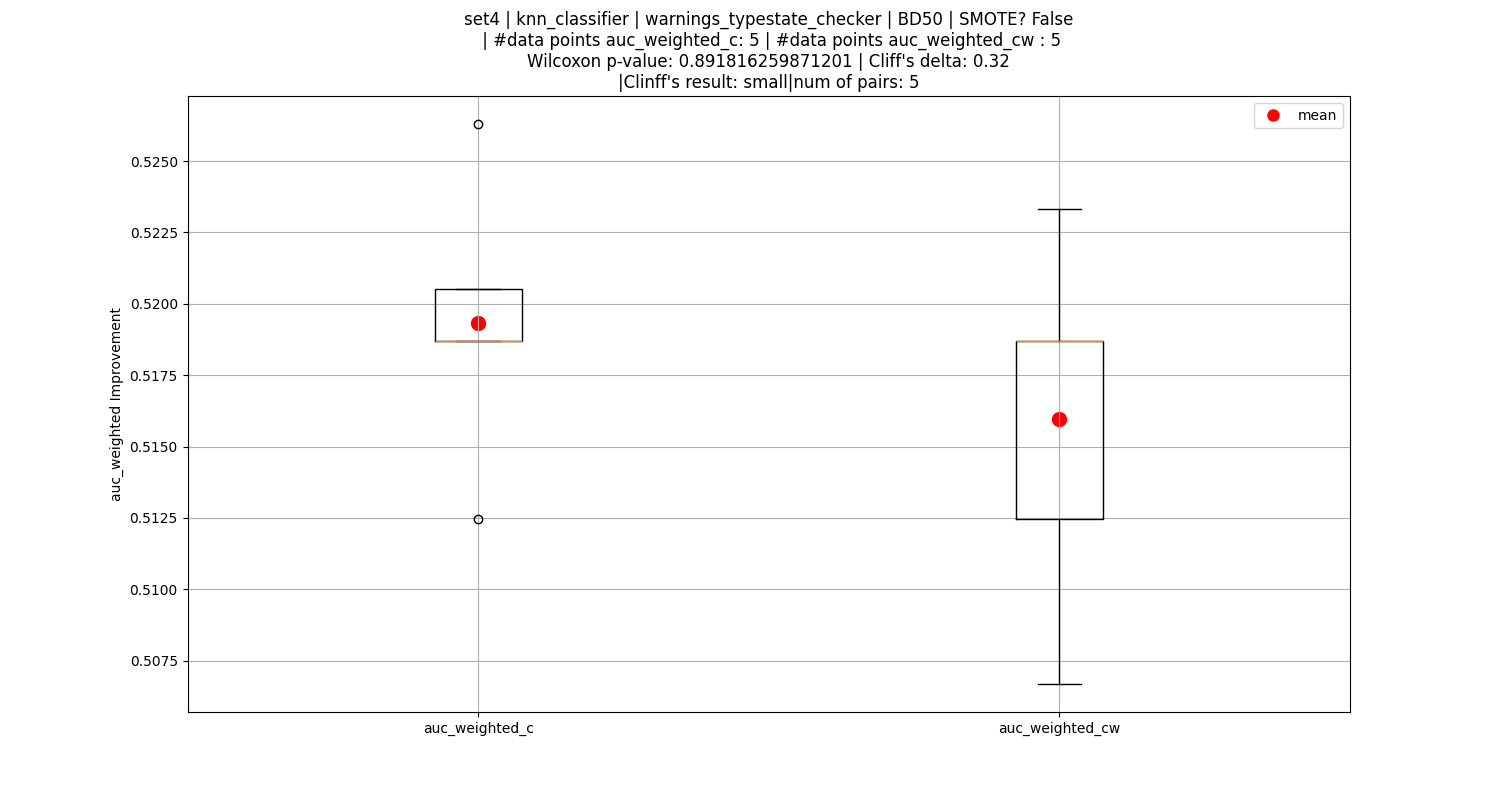 set4 | knn_classifier | warnings_typestate_checker | BD50 | SMOTE? False
| #data points auc_weighted_c: 5 | #data points auc_weighted_cw : 5
Wilcoxon p-value: 0.891816259871201 | Cliff's delta: 0.32
|Clinff's result: small|num of pairs: 5
mean
0.5250
0.5225
0.5200
0.5175
0.5150
0.5125
0.5100
0.5075
auc_weighted Improvement
auc_weighted_c
auc_weighted_cw